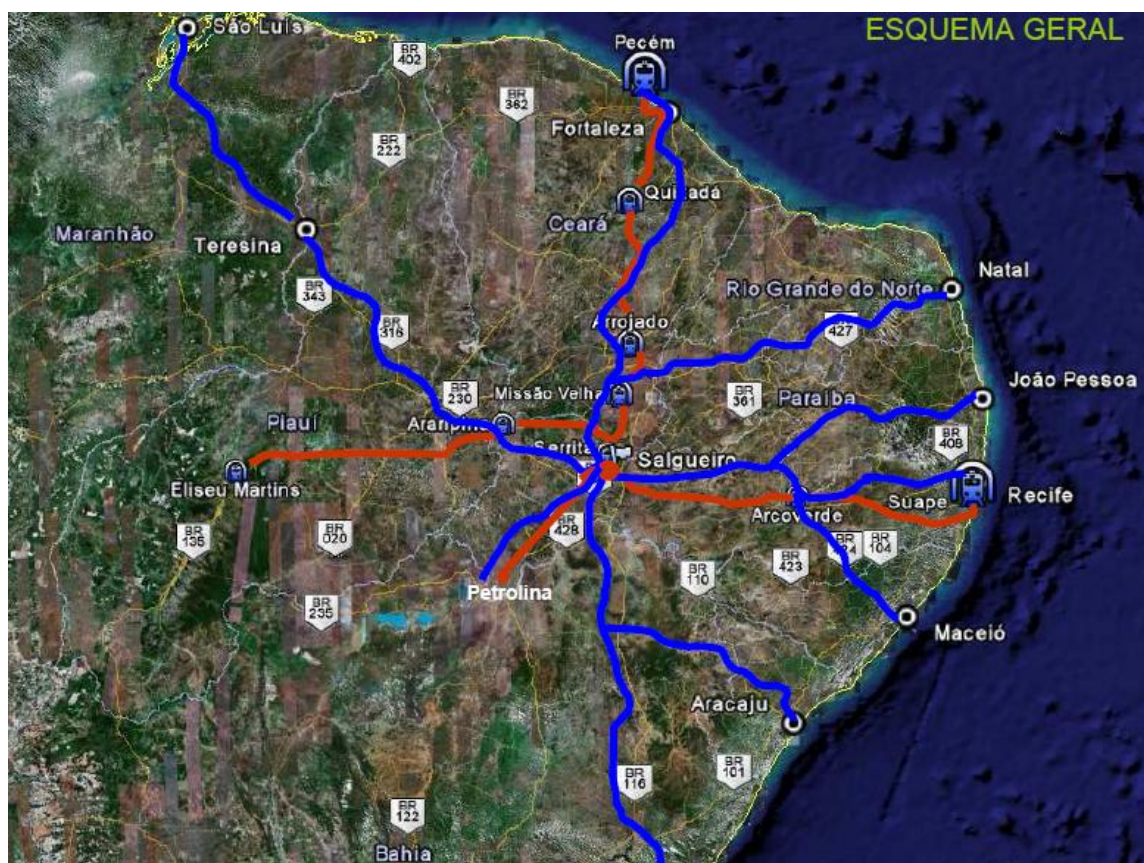 ESQUEMA GERAL
São Luís
Pecém
BR
402
BR
362
Fortaleza
BR
222
Quixadá
Ceará
Maranhão
Teresina
Natal
BR
343
Rio Grande do Norte
BR
316
Arrojado
427
João Pessoa
BR
230
Missão Velha
BR
361
Paraíba
Araripina
Piauí
BR
408
Serrita
Salgueiro
Eliseu Martins
Suape
Recife
Arcoverde
BR
135
BR
020
BR
428
BR
104
BR
423
BR
110
Petrolina
BR
235
Maceió
Aracaju
BR
116
BR
101
BR
122
Bahia